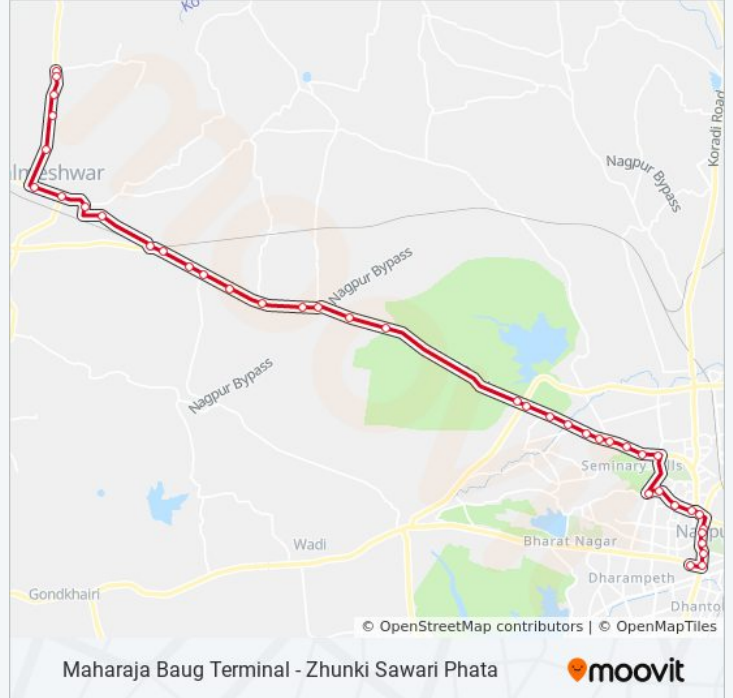 Ko
Koradi Road
Nagpur Bypass
almeshwar
Nagpur Bypass
Nagpur Bypass
Seminary Hills
Nagpu
Bharat Nagar
Wadi
Dharampeth
Gondkhairi
Dhantol
© OpenStreetMap contributors | © OpenMapTiles
Maharaja Baug Terminal - Zhunki Sawari Phata
moovit